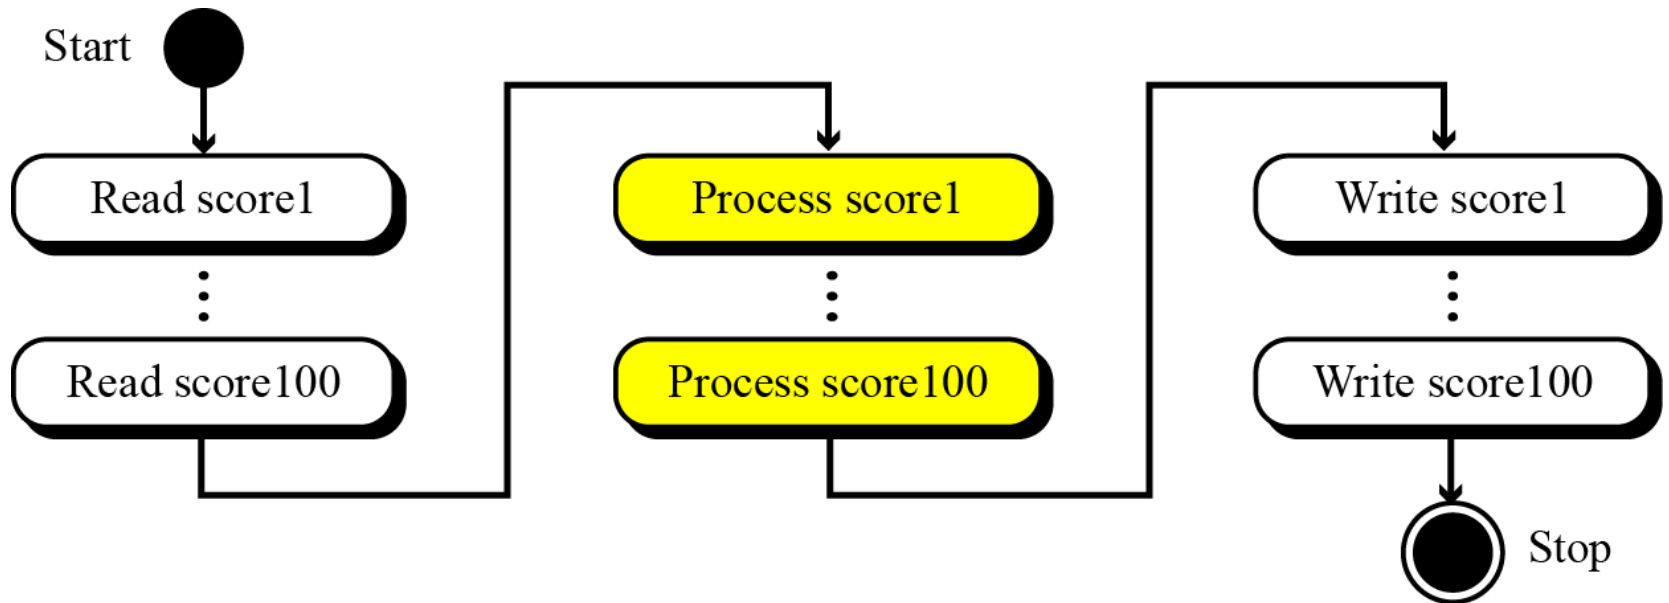 Start
Read score1
Read score100
Process score1
Process score100
Write score1
Write score100
Stop